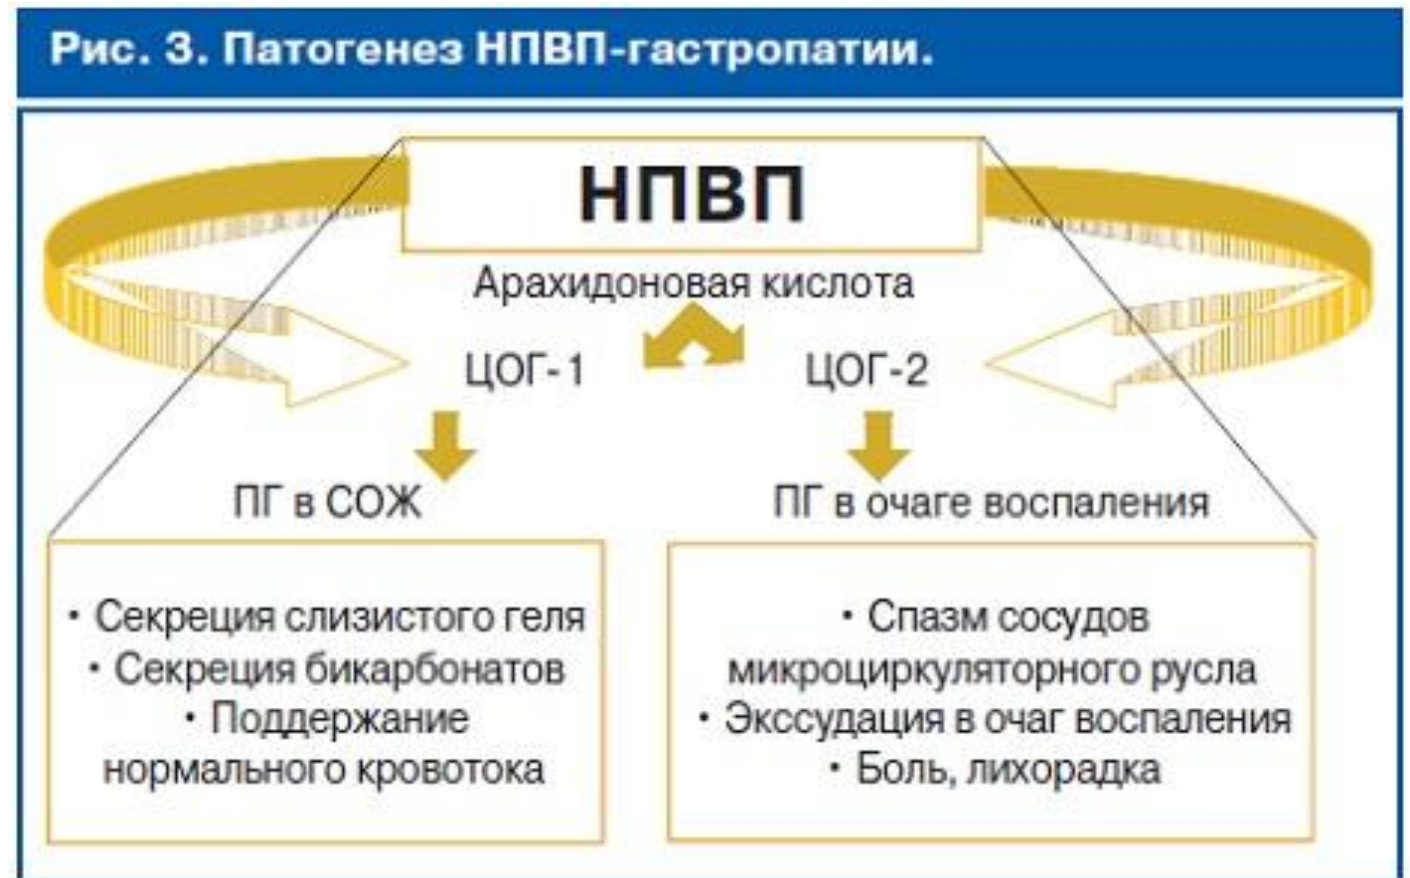 Рис. 3. Патогенез НПВП-гастропатии.
НПВП
Арахидоновая кислота
ЦОГ-1
ЦОГ-2
ПГ в СОЖ
ПГ в очаге воспаления
• Секреция слизистого геля
• Секреция бикарбонатов
• Поддержание
нормального кровотока
• Спазм сосудов
микроциркуляторного русла
• Экссудация в очаг воспаления
• Боль, лихорадка